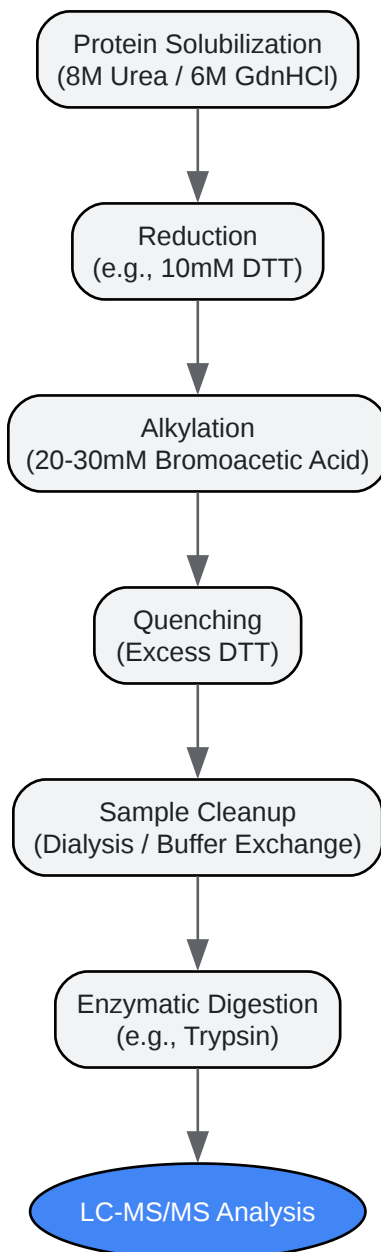 Protein Solubilization
(8M Urea / 6M GdnHCl)
Reduction
(e.g., 10mM DTT)
Alkylation
(20-30mM Bromoacetic Acid)
Quenching
(Excess DTT)
Sample Cleanup
(Dialysis / Buffer Exchange)
Enzymatic Digestion
(e.g., Trypsin)
LC-MS/MS Analysis